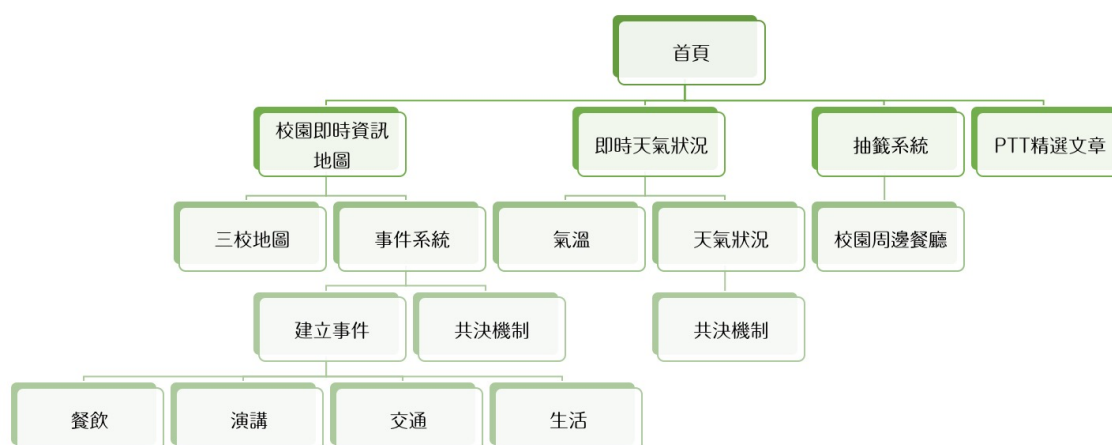 首頁
校園即時資訊
地圖
即時天氣狀況
抽籤系統
PTT精選文章
三校地圖
事件系統
氣溫
天氣狀況
校園周邊餐廳
建立事件
共決機制
共決機制
餐飲
演講
交通
生活